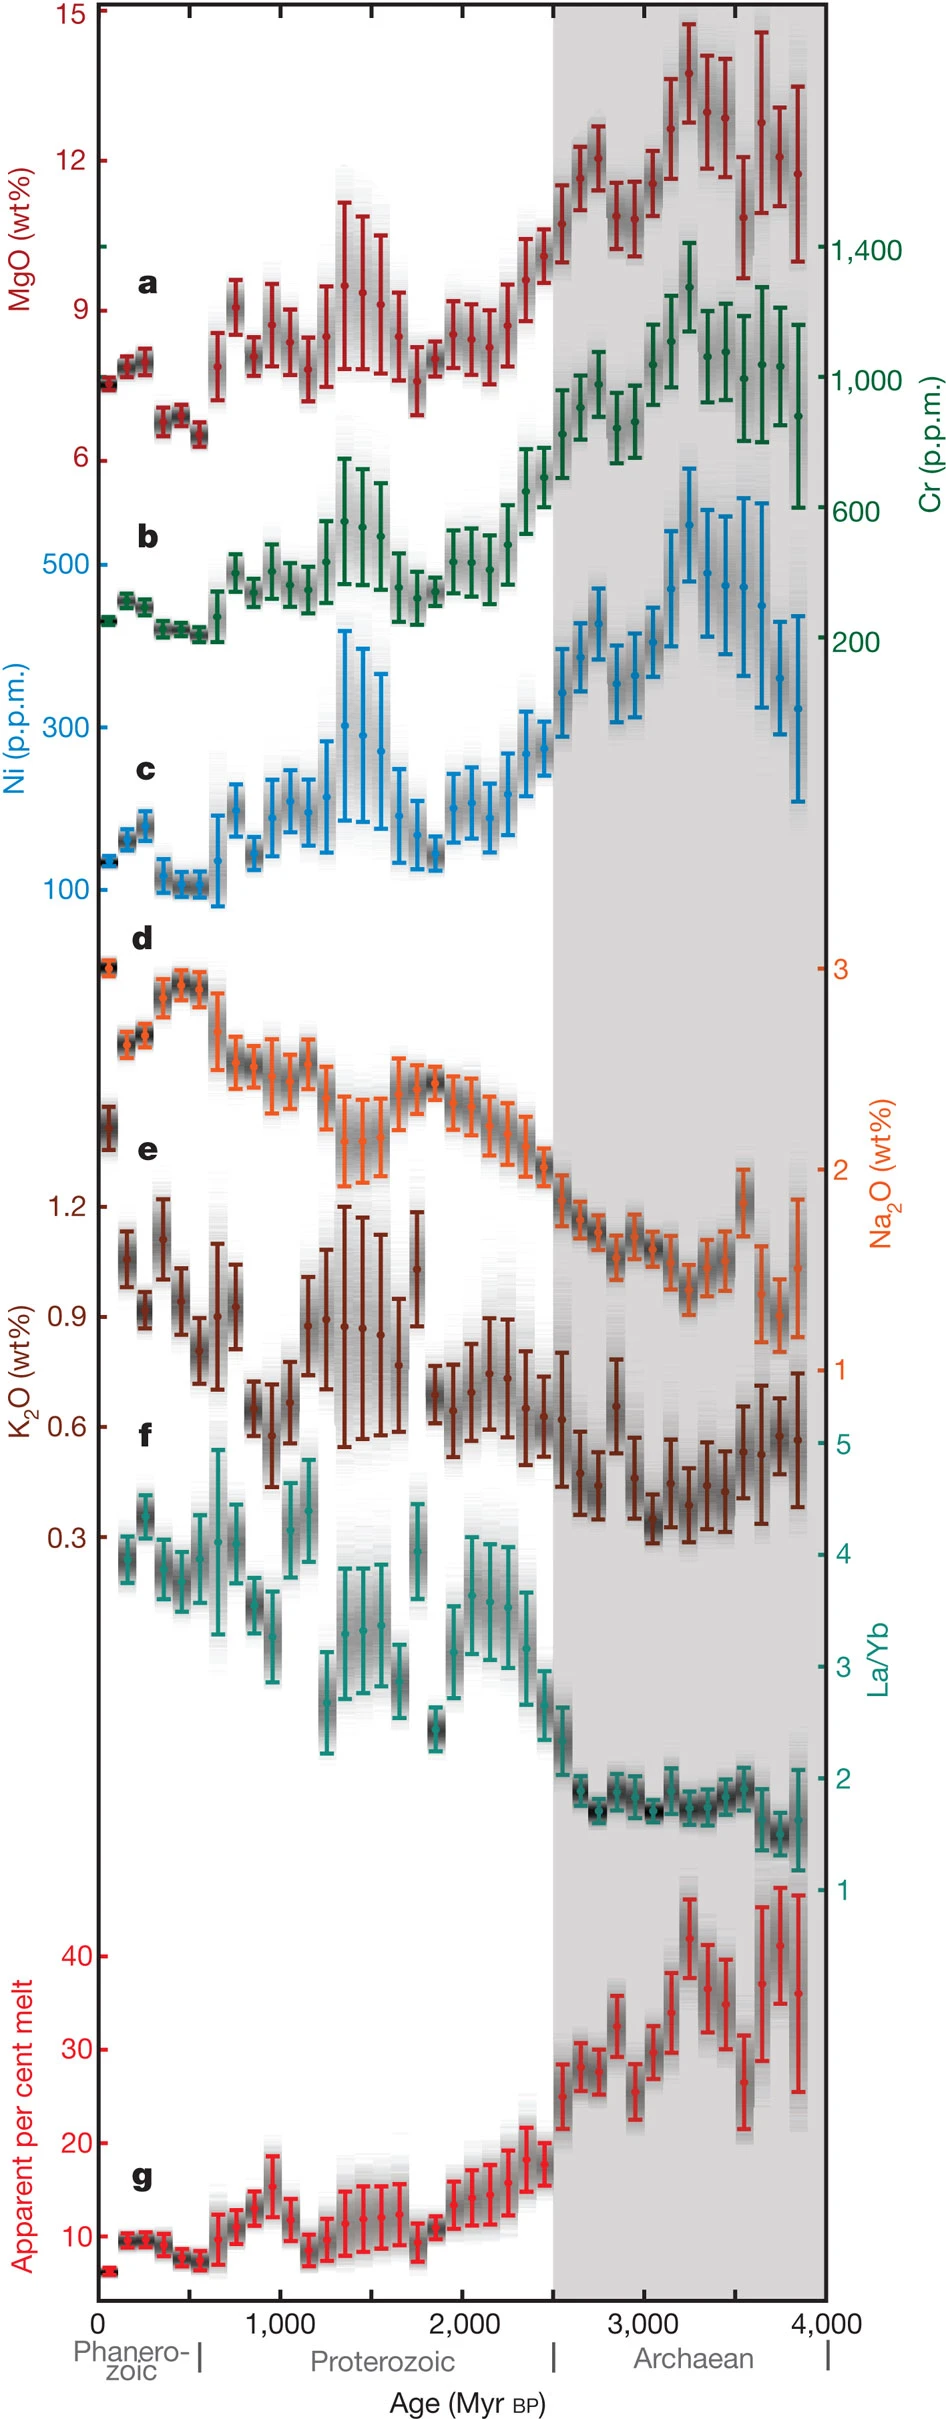 15
12
MgO (wt%)
9
6
a
1,400
1,000
Cr (p.p.m.)
600
200
b
500
Ni (p.p.m.)
300
100
c
d
3
2
Na2O (wt%)
1
e
1.2
0.9
K2O (wt%)
0.6
0.3
f
5
4
3
La/Yb
2
1
40
30
Apparent per cent melt
20
10
g
0 1,000 2,000 3,000 4,000
Phanero-
zoic
Proterozoic
Archaean
Age (Myr BP)